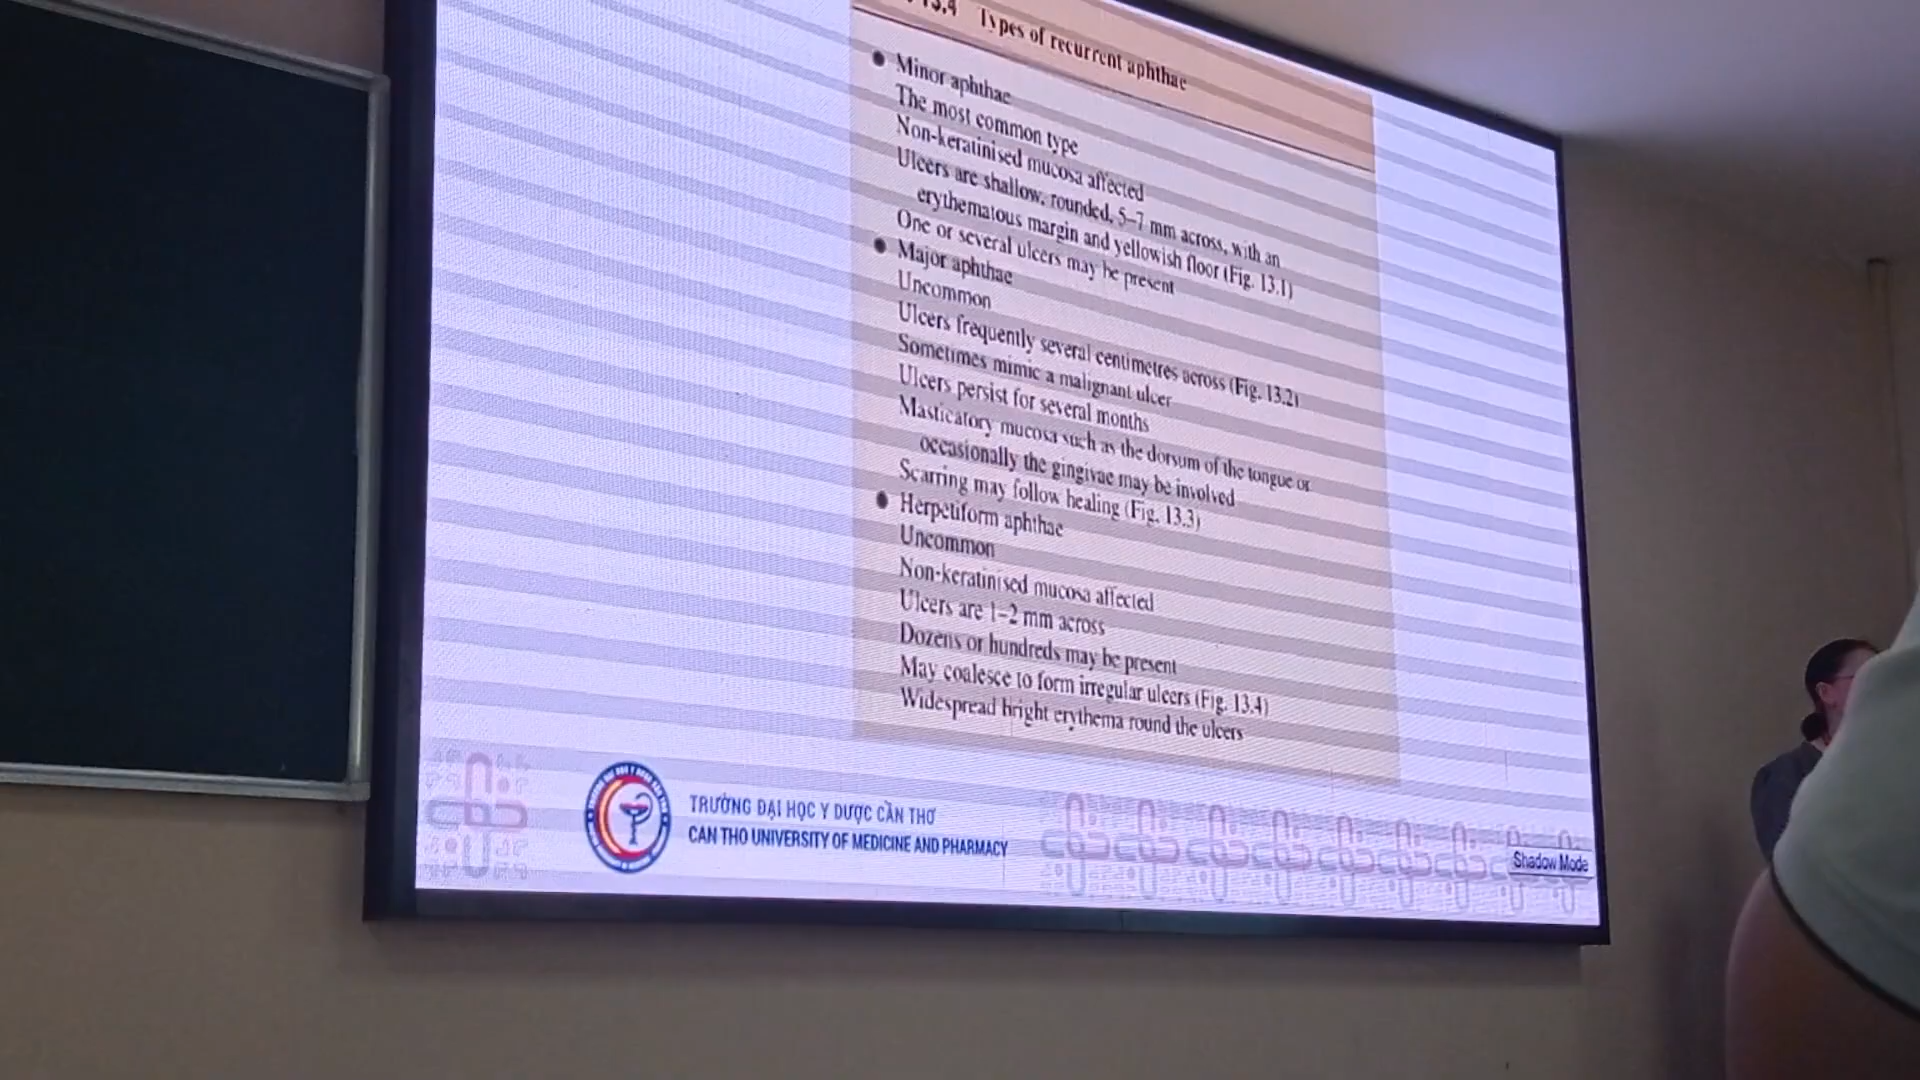 13.4 Types of recurrent aphthae
● Minor aphthae
The most common type
Non-keratinised mucosa affected
Ulcers are shallow, rounded, 5–7 mm across, with an
erythematous margin and yellowish floor (Fig. 13.1)
One or several ulcers may be present
● Major aphthae
Uncommon
Ulcers frequently several centimetres across (Fig. 13.2)
Sometimes mimic a malignant ulcer
Ulcers persist for several months
Masticatory mucosa such as the dorsum of the tongue or
occasionally the gingivae may be involved
Scarring may follow healing (Fig. 13.3)
● Herpetiform aphthae
Uncommon
Non-keratinised mucosa affected
Ulcers are 1–2 mm across
Dozens or hundreds may be present
May coalesce to form irregular ulcers (Fig. 13.4)
Widespread bright erythema round the ulcers
TRƯỜNG ĐẠI HỌC Y DƯỢC CẦN THƠ
CAN THO UNIVERSITY OF MEDICINE AND PHARMACY
Shadow Mode